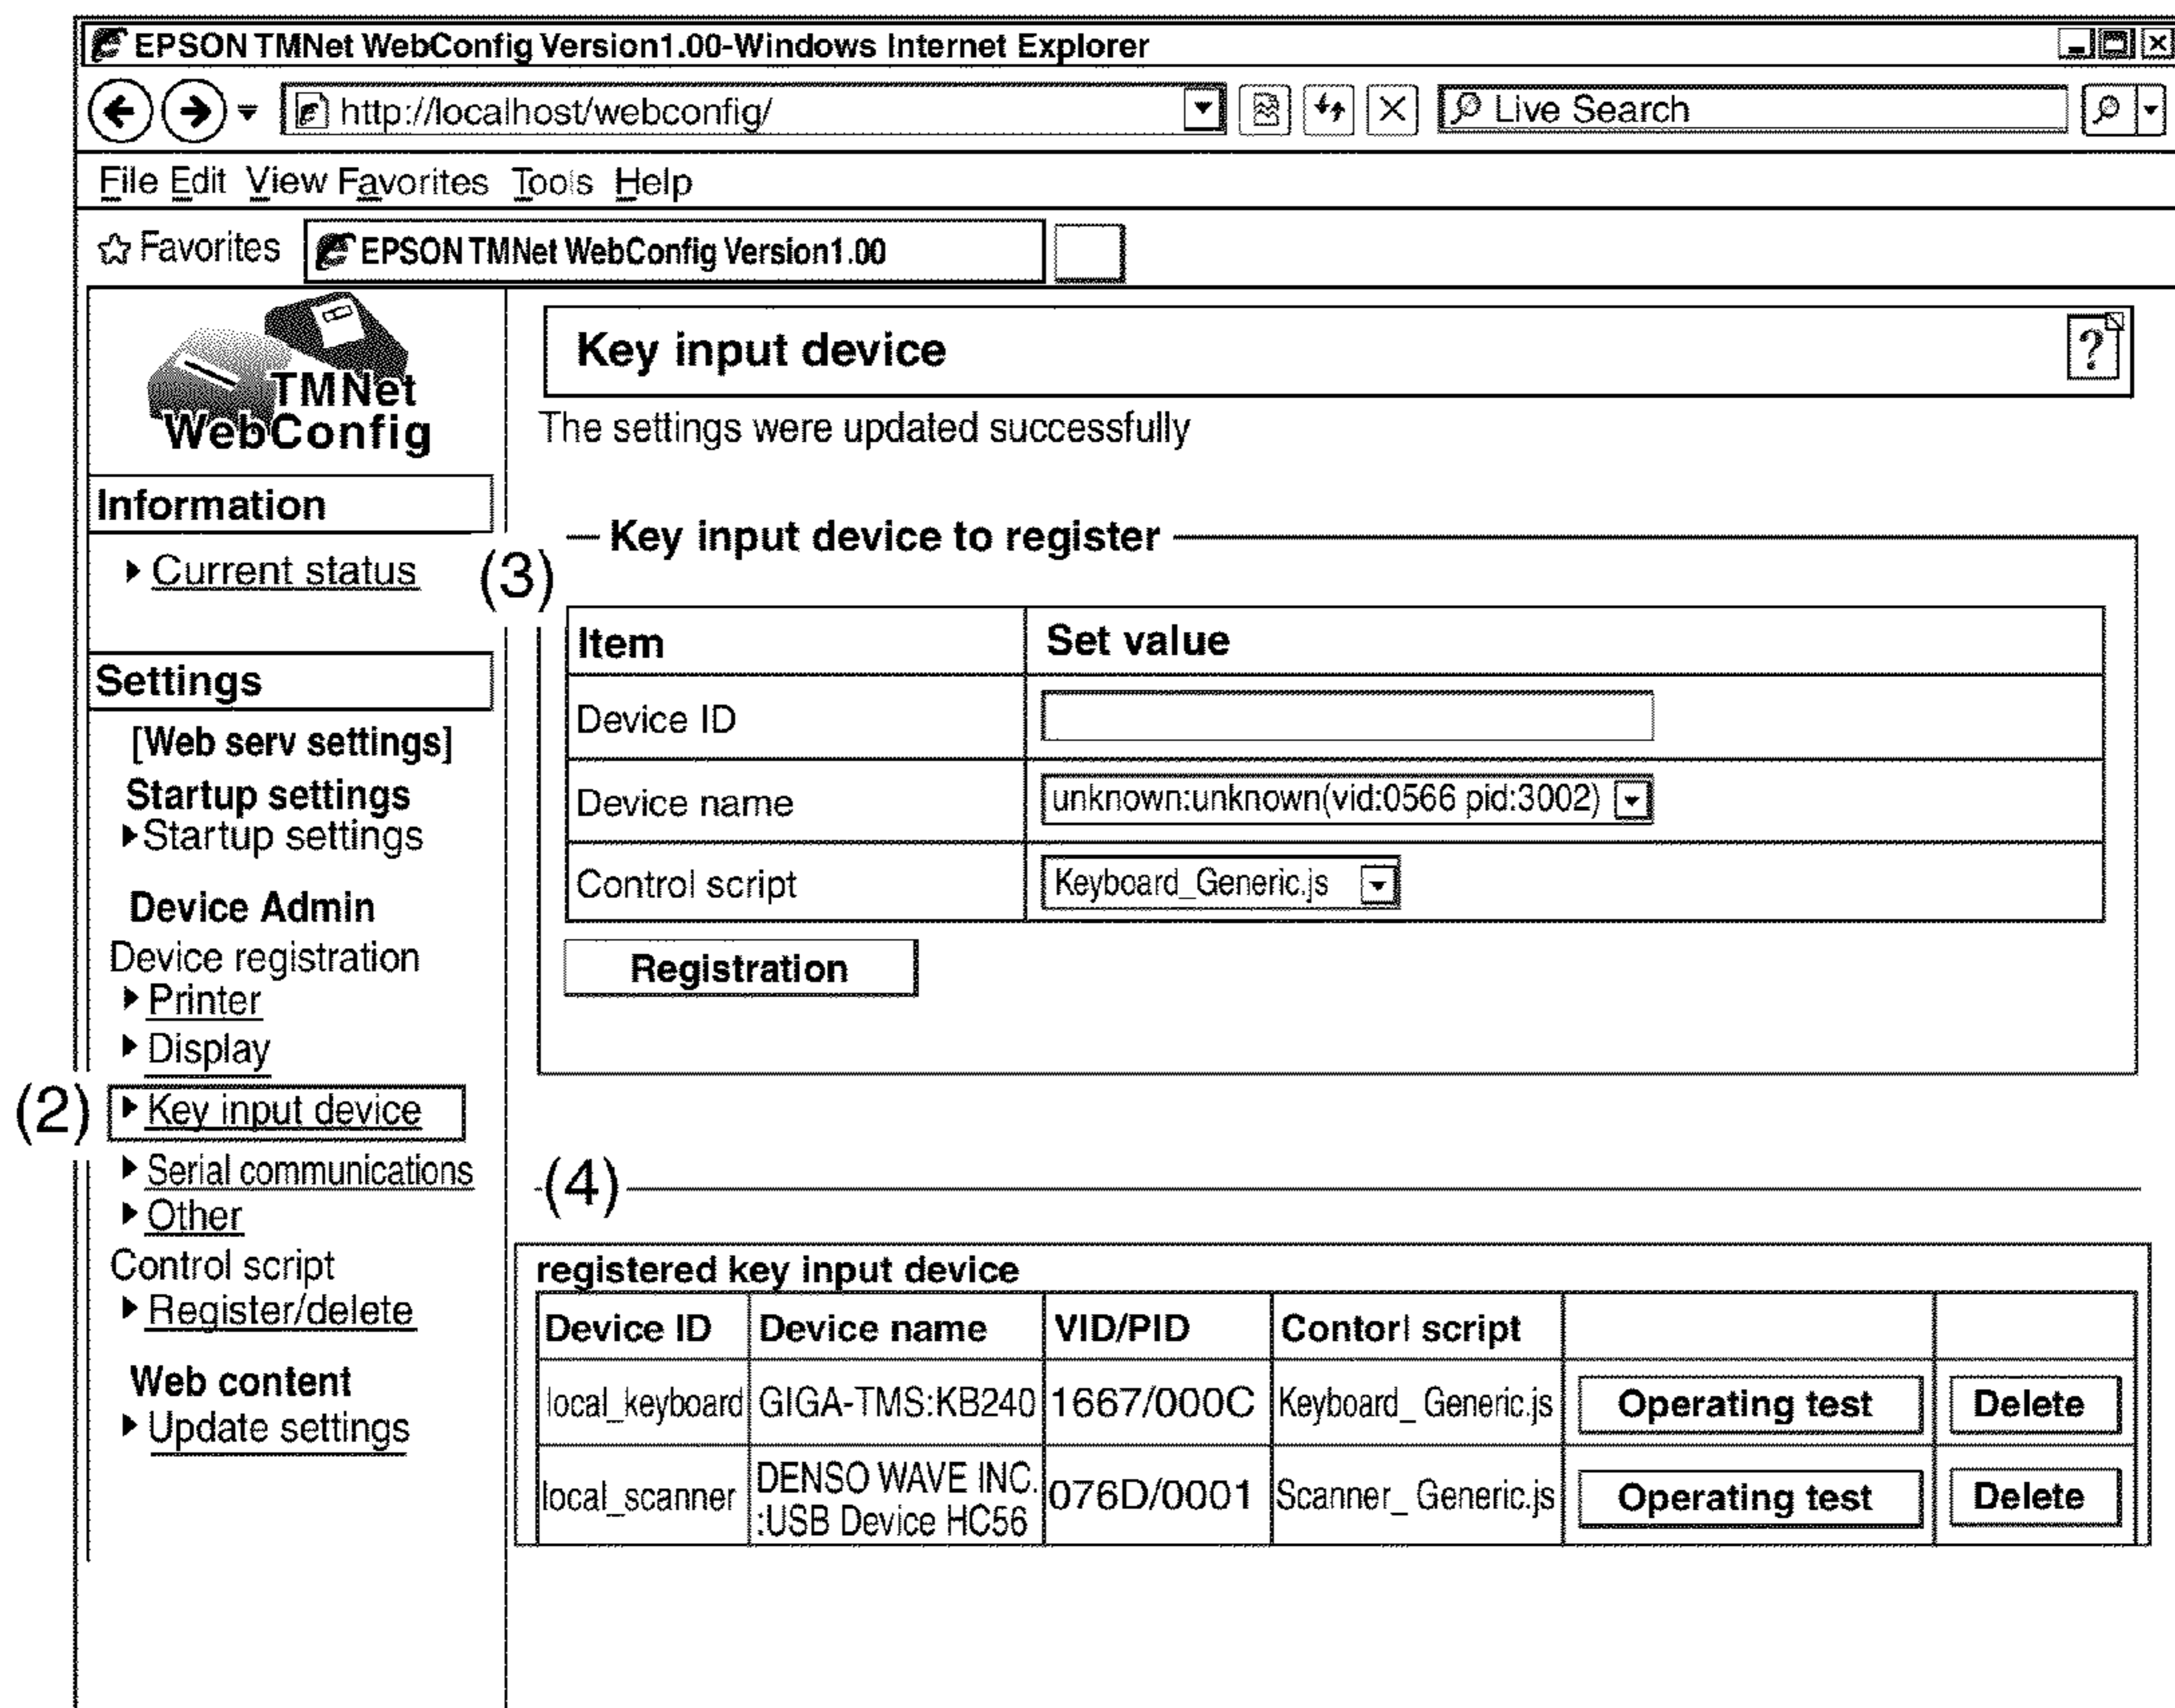 EPSON TMNet WebConfig Version1.00-Windows Internet Explorer
http://localhost/webconfig/
Live Search
File Edit View Favorites Tools Help
Favorites
EPSON TMNet WebConfig Version1.00
TMNet
WebConfig
Information
Current status
Settings
[Web serv settings]
Startup settings
Startup settings
Device Admin
Device registration
Printer
Display
(2)
Key input device
Serial communications
Other
Control script
Register/delete
Web content
Update settings
Key input device
?
The settings were updated successfully
(3)
Key input device to register
Item Set value
Device ID
Device name unknown:unknown(vid:0566 pid:3002)
Control script Keyboard_Generic.js
Registration
(4)
registered key input device
Device ID Device name VID/PID Contorl script
local_keyboard GIGA-TMS:KB240 1667/000C Keyboard_ Generic.js Operating test Delete
local_scanner DENSO WAVE INC. 076D/0001 Scanner_ Generic.js Operating test Delete
:USB Device HC56